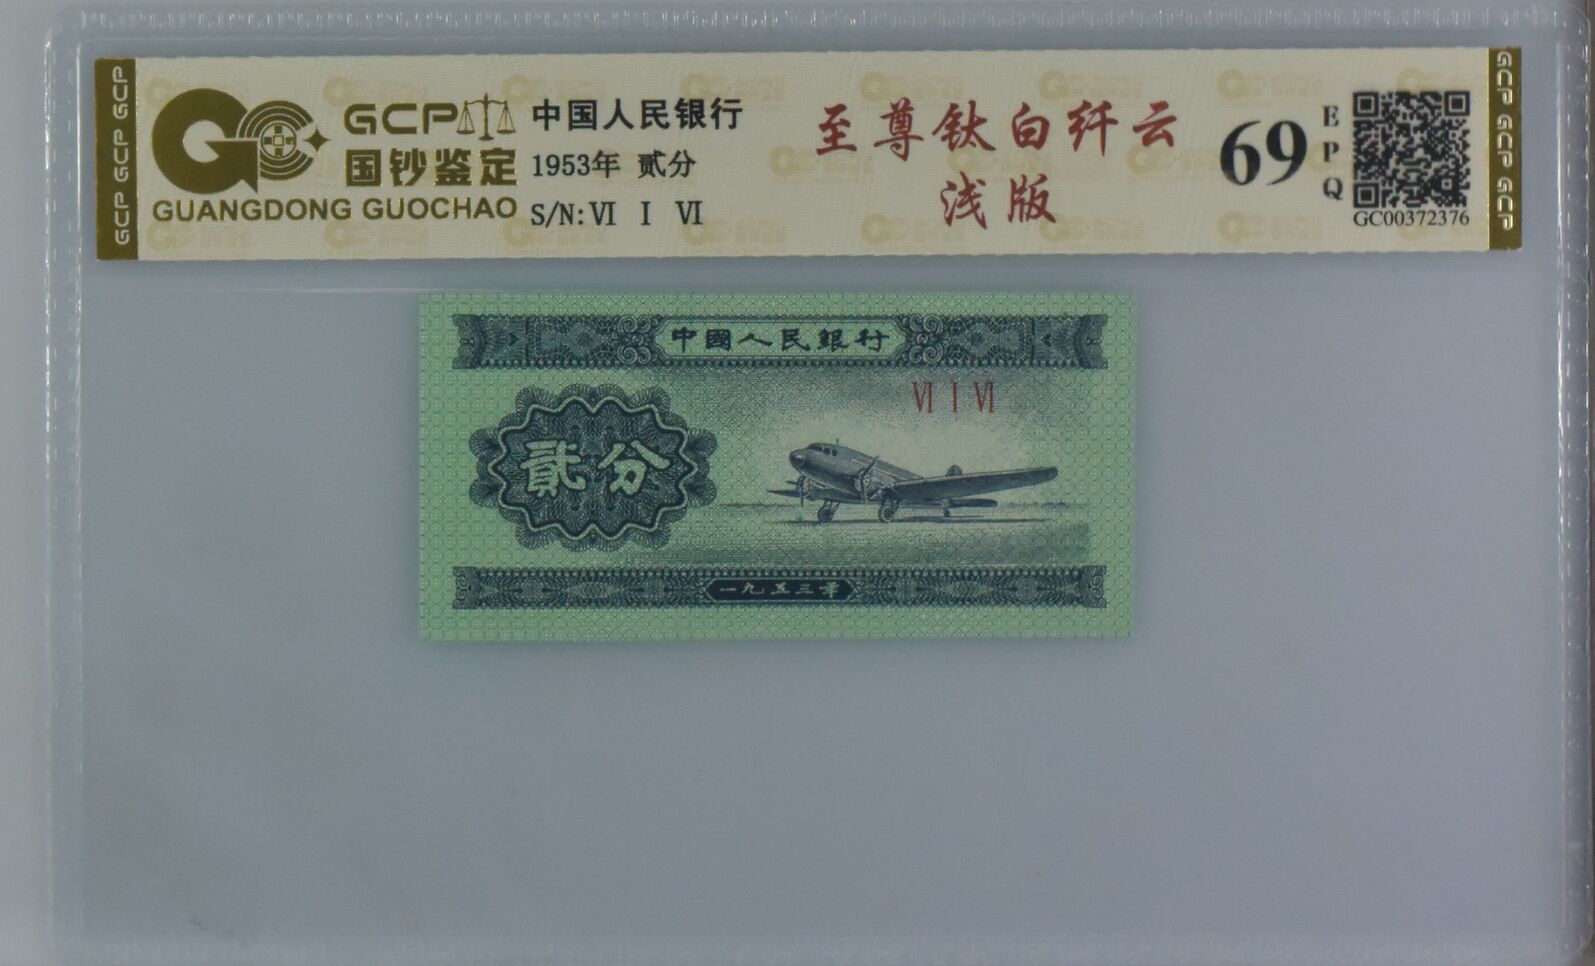 GCP GCP GCP
GCP
国钞鉴定
GUANGDONG GUOCHAO
中国人民银行
1953年 贰分
S/N: Ⅵ Ⅰ Ⅵ
至尊钛白纤云
浅版
69
EPQ
GC00372376
GCP GCP GCP
中國人民銀行
Ⅵ Ⅰ Ⅵ
貳分
一九五三年